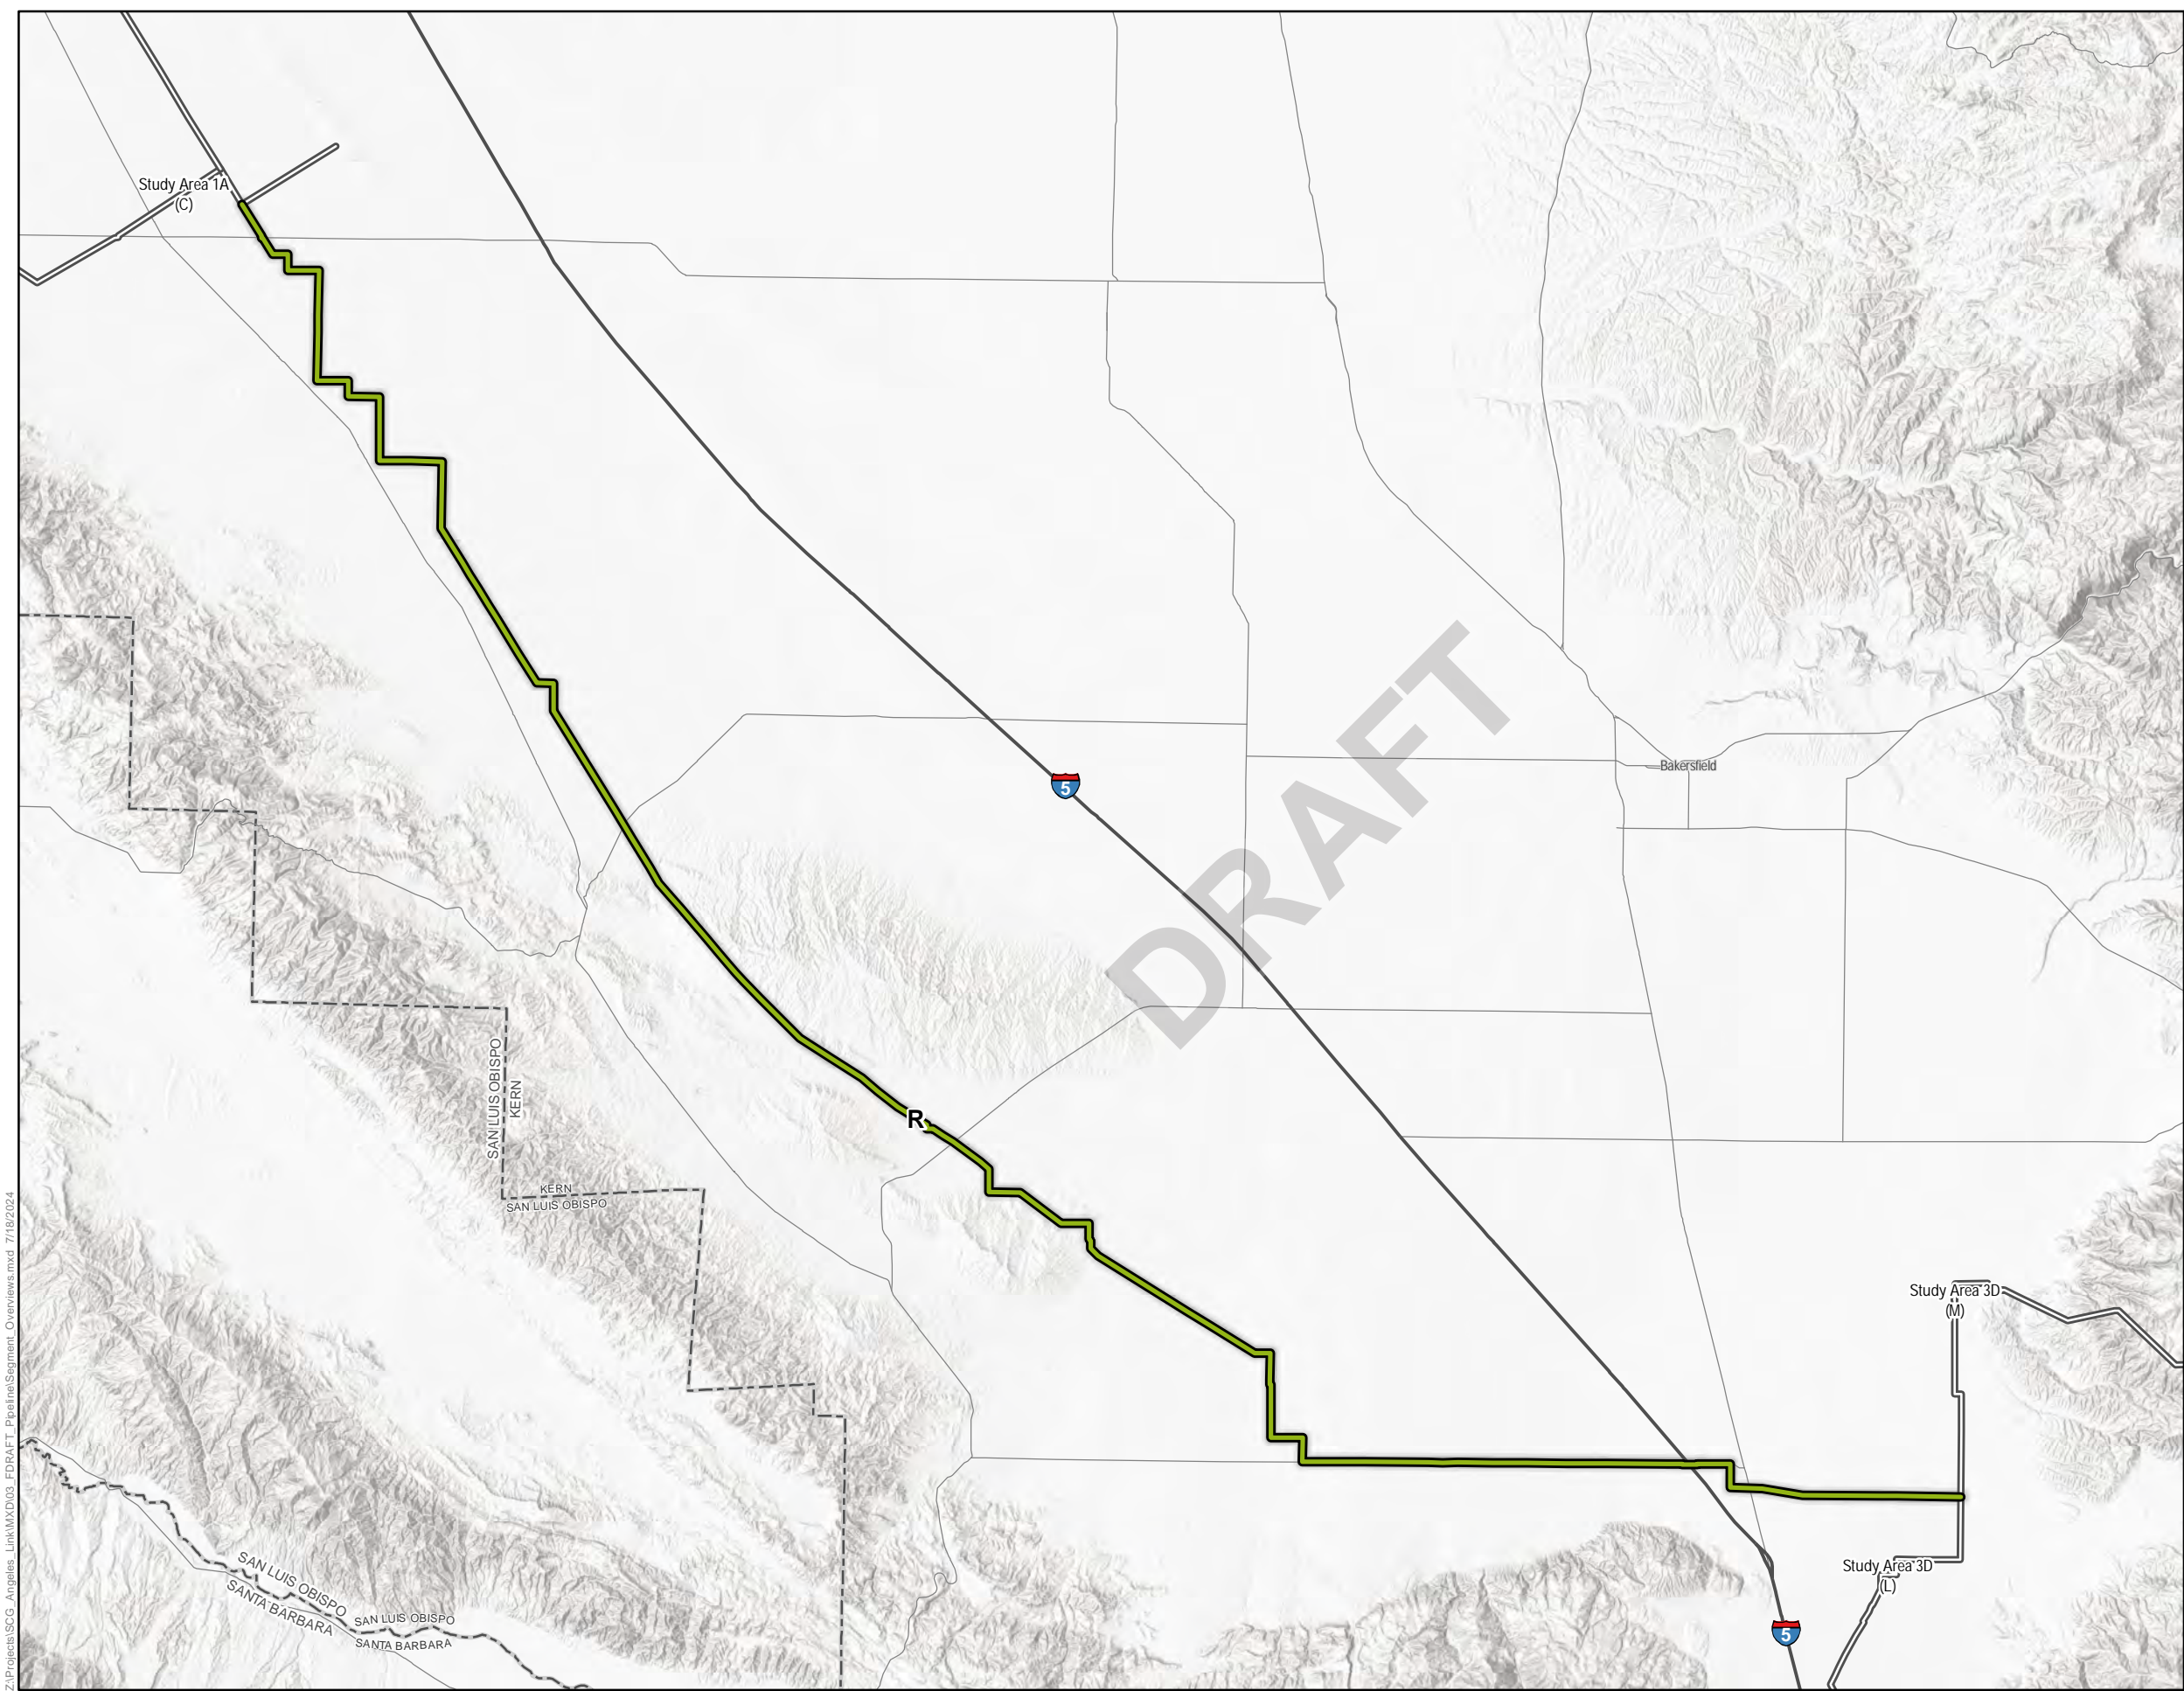 Study Area 1A
(C)
DRAFT
Bakersfield
5
SAN LUIS OBISPO
KERN
R
KERN
SAN LUIS OBISPO
Study Area 3D
(M)
Study Area 3D
(L)
5
SAN LUIS OBISPO
SANTA BARBARA
SAN LUIS OBISPO
SANTA BARBARA
Z:\Projects\SCG_Angeles_Link\MXD\03_FDRAFT_Pipeline\Segment_Overviews.mxd 7/18/2024